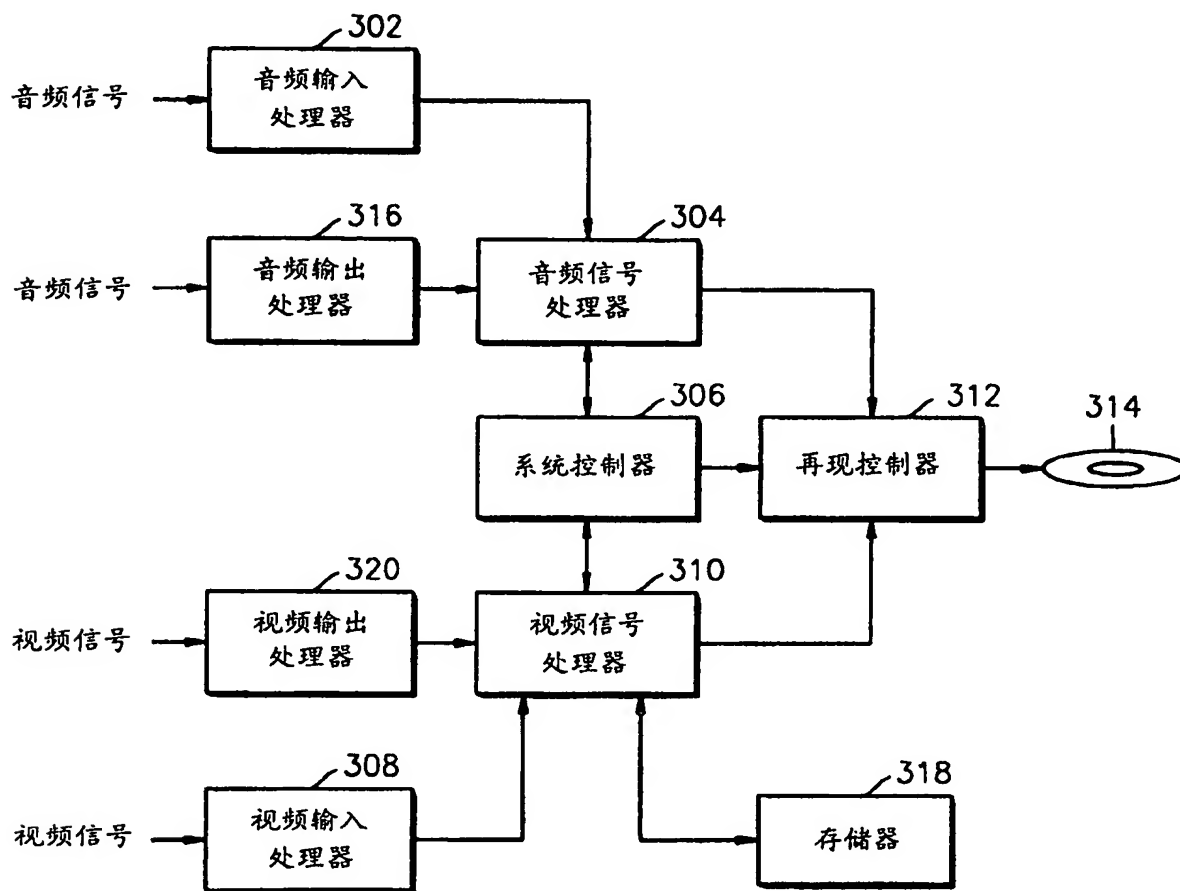 302
音频信号
音频输入
处理器
316
304
音频信号
音频输出
处理器
音频信号
处理器
306
312
314
系统控制器
再现控制器
320
310
视频信号
视频输出
处理器
视频信号
处理器
308
318
视频信号
视频输入
处理器
存储器